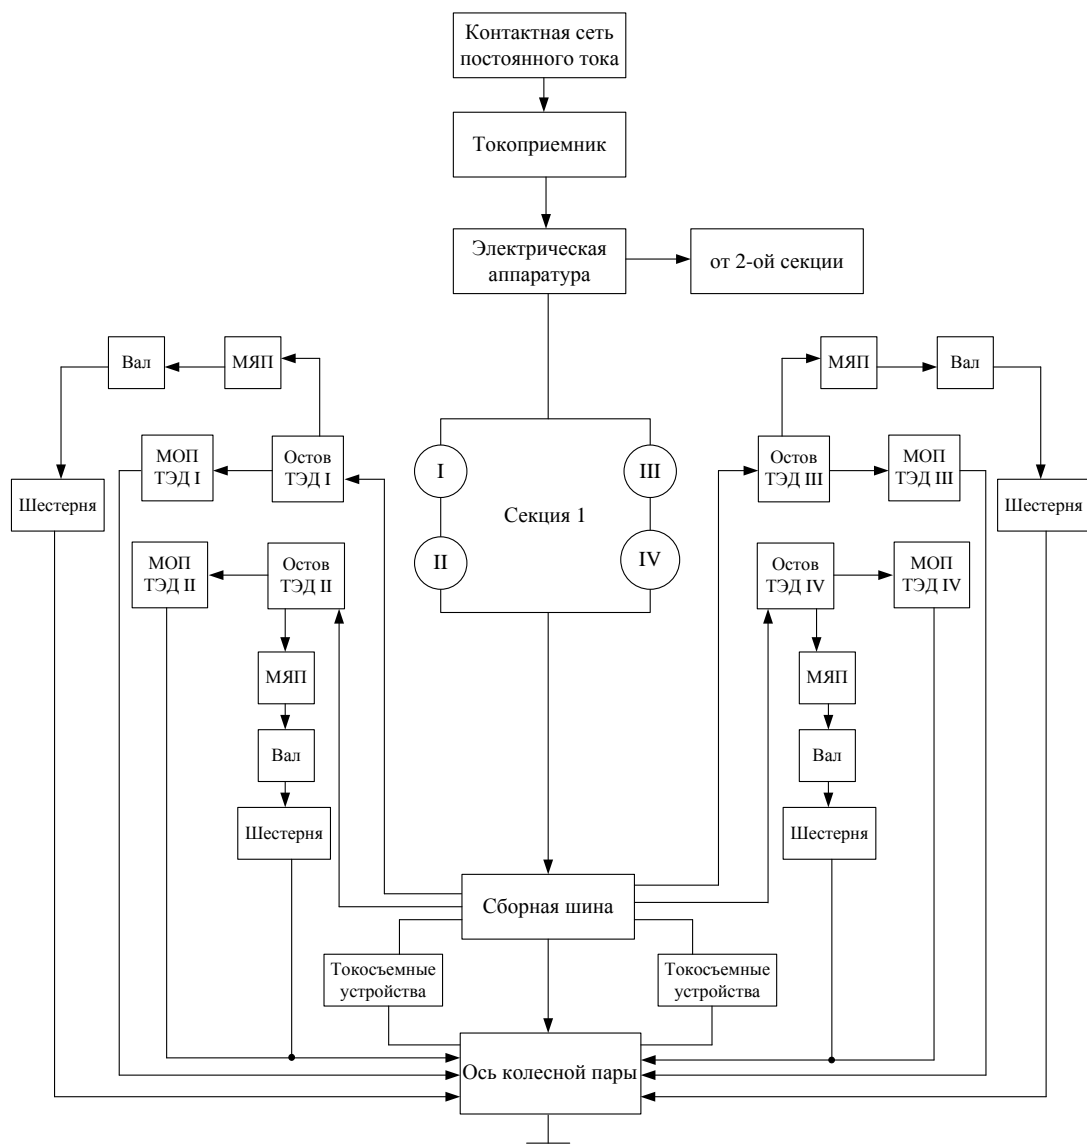 Контактная сеть
постоянного тока
Токоприемник
Электрическая
аппаратура
от 2-ой секции
Вал
МЯП
МЯП
Вал
МОП
ТЭД I
Остов
ТЭД I
I
III
Остов
ТЭД III
МОП
ТЭД III
Шестерня
Секция 1
Шестерня
МОП
ТЭД II
Остов
ТЭД II
II
IV
Остов
ТЭД IV
МОП
ТЭД IV
МЯП
МЯП
Вал
Вал
Шестерня
Шестерня
Сборная шина
Токосъемные
устройства
Токосъемные
устройства
Ось колесной пары